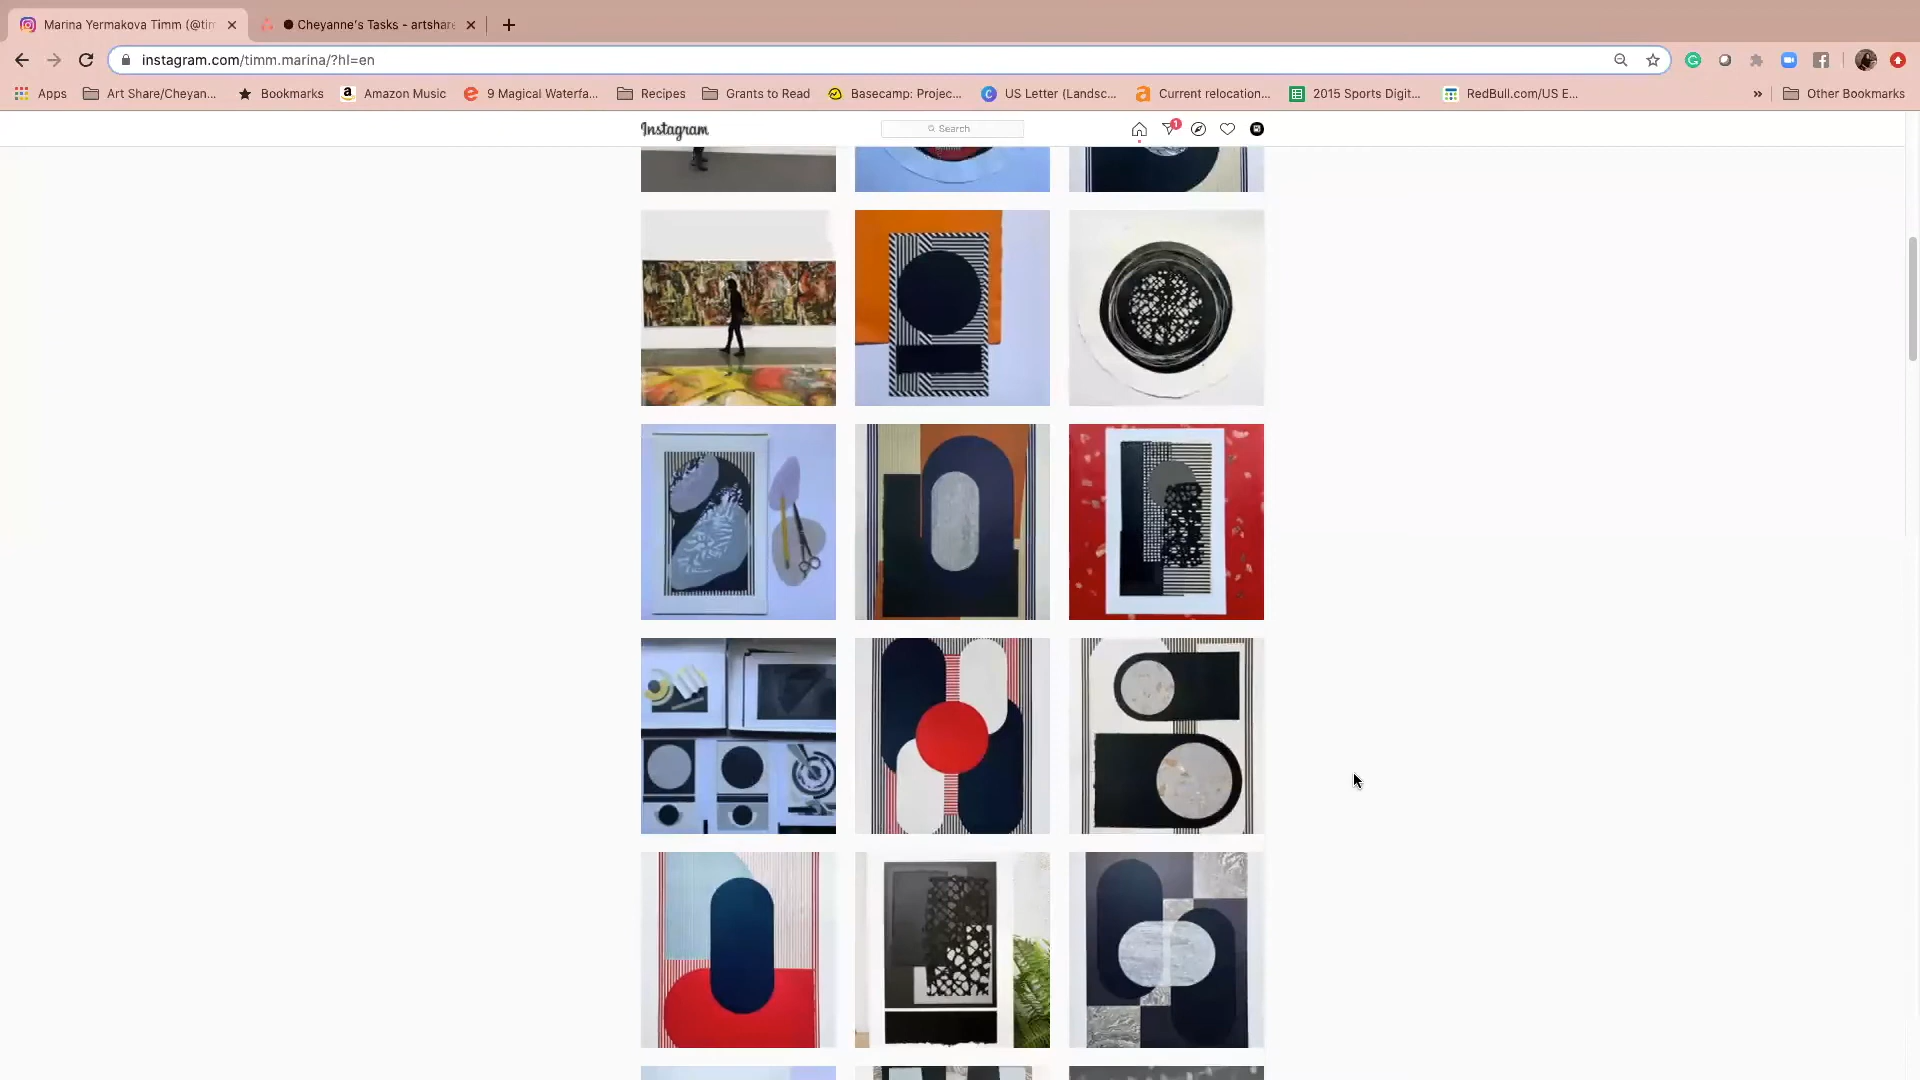 Marina Yermakova Timm (@tim
Cheyanne's Tasks - artshare
instagram.com/timm.marina/?hl=en
Apps
Art Share/Cheyan...
Bookmarks
Amazon Music
9 Magical Waterfa...
Recipes
Grants to Read
Basecamp: Projec...
US Letter (Landsc...
Current relocation...
2015 Sports Digit...
RedBull.com/US E...
»
Other Bookmarks
Instagram
Search
1